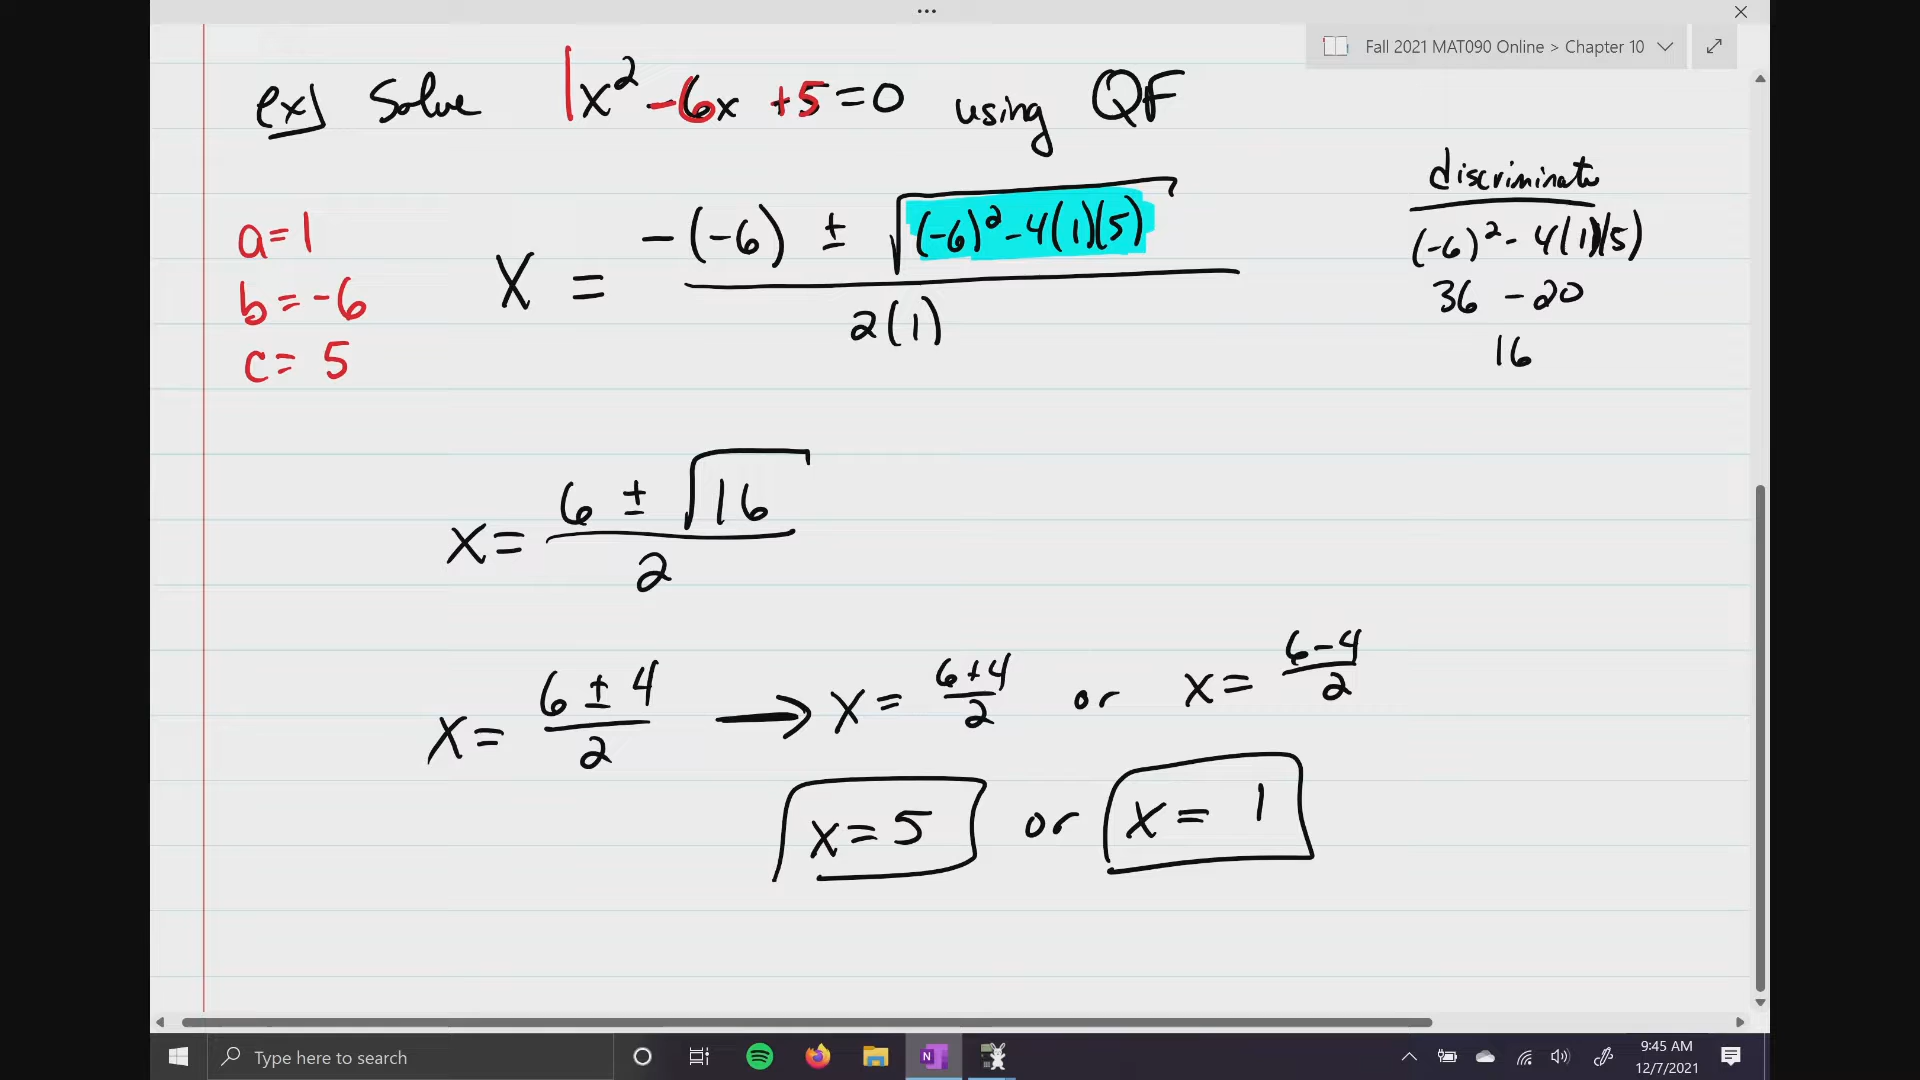 Fall 2021 MAT090 Online > Chapter 10
ex) Solve 1x² -6x +5 = 0 using QF
a = 1
b = -6
c = 5
x = (-(-6) ± √((-6)² - 4(1)(5))) / 2(1)
discriminate
(-6)² - 4(1)(5)
36 - 20
16
x = (6 ± √16) / 2
x = (6 ± 4) / 2 → x = (6+4) / 2 or x = (6-4) / 2
x = 5 or x = 1
Type here to search
9:45 AM
12/7/2021